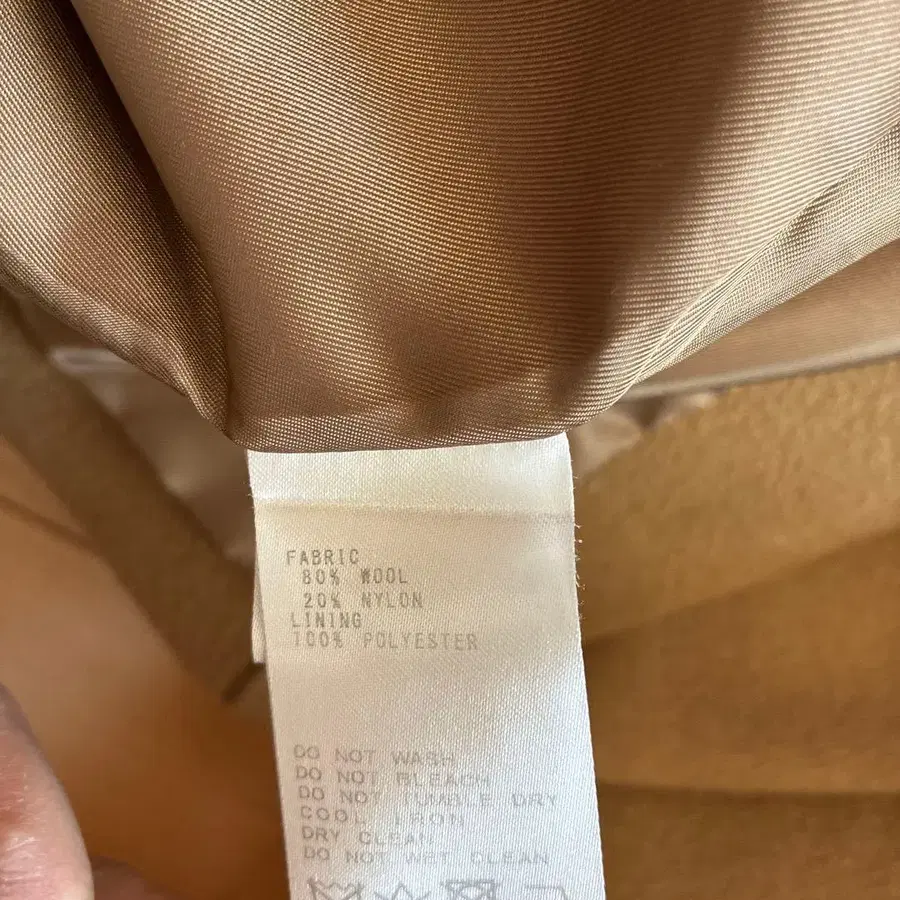 FABRIC
80% WOOL
20% NYLON
LINING
100% POLYESTER
DO NOT WASH
DO NOT BLEACH
DO NOT TUMBLE DRY
COOL IRON
DRY CLEAN
DO NOT WET CLEAN